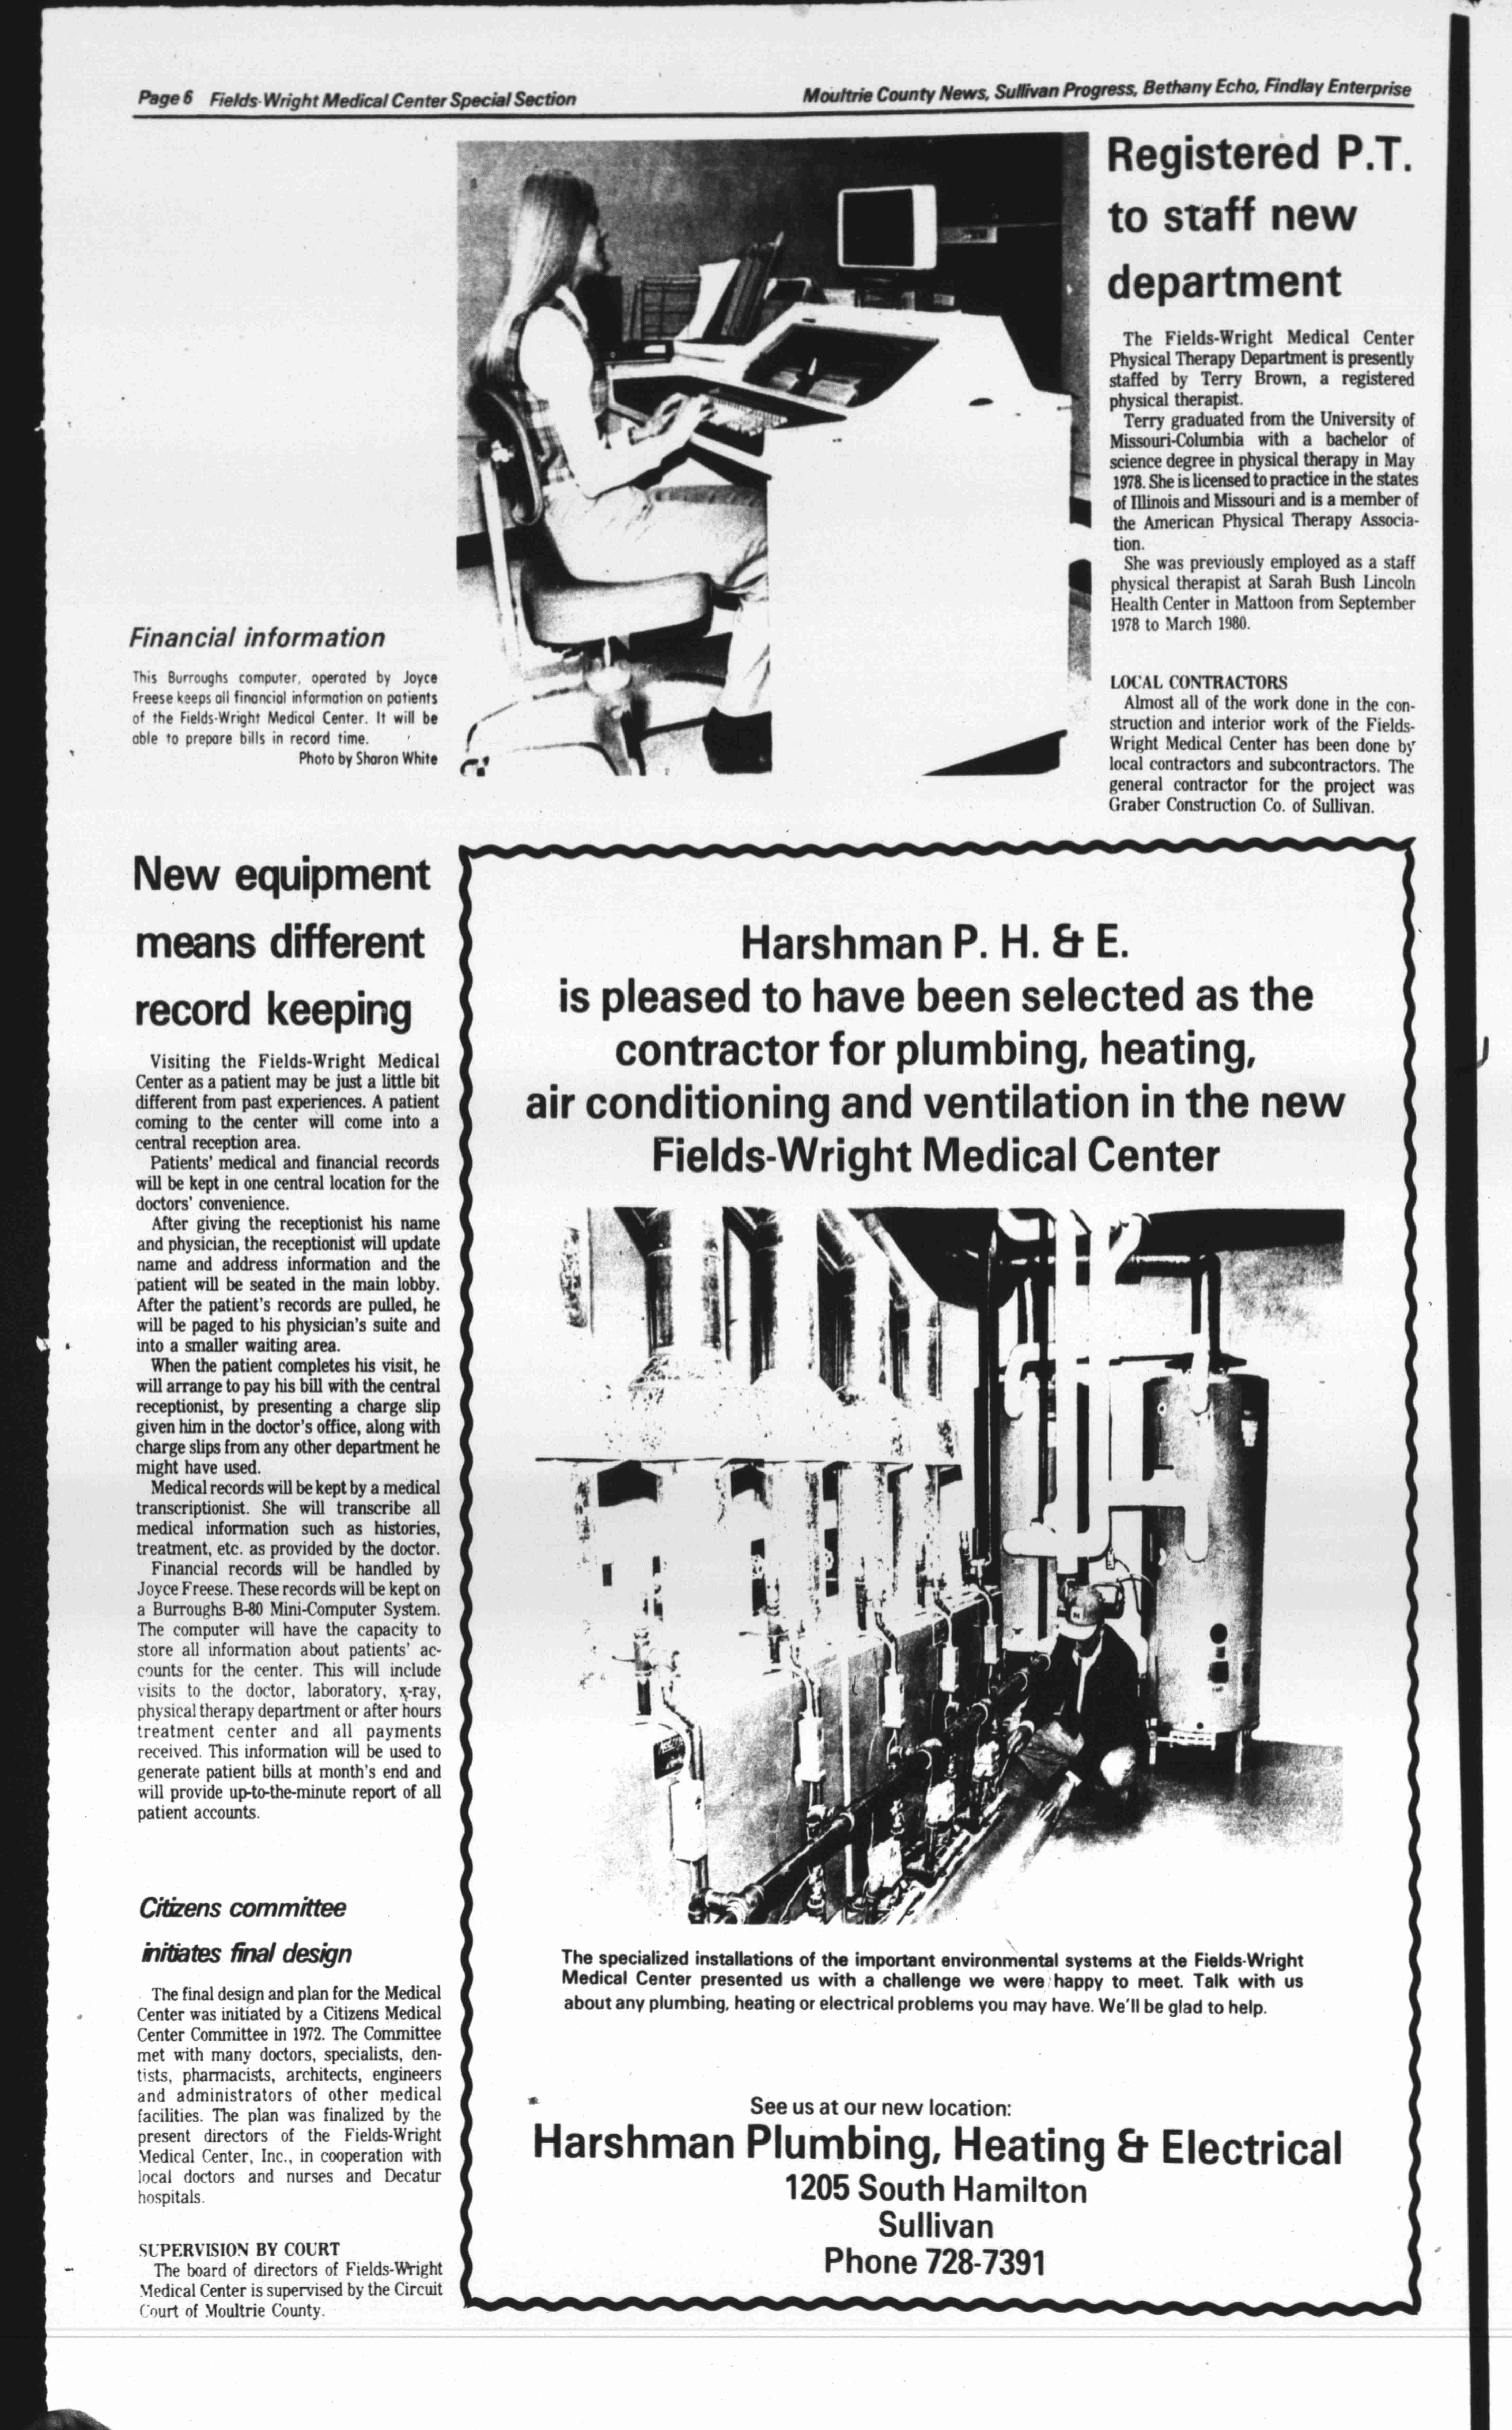 Page 6 Fields-Wright Medical Center Special Section
Moultrie County News, Sullivan Progress, Bethany Echo, Findlay Enterprise
Financial information
This Burroughs computer, operated by Joyce
Freese keeps all financial information on patients
of the Fields-Wright Medical Center. It will be
able to prepare bills in record time.
Photo by Sharon White
Registered P.T.
to staff new
department
The Fields-Wright Medical Center
Physical Therapy Department is presently
staffed by Terry Brown, a registered
physical therapist.
Terry graduated from the University of
Missouri-Columbia with a bachelor of
science degree in physical therapy in May
1978. She is licensed to practice in the states
of Illinois and Missouri and is a member of
the American Physical Therapy Associa-
tion.
She was previously employed as a staff
physical therapist at Sarah Bush Lincoln
Health Center in Mattoon from September
1978 to March 1980.
LOCAL CONTRACTORS
Almost all of the work done in the con-
struction and interior work of the Fields-
Wright Medical Center has been done by
local contractors and subcontractors. The
general contractor for the project was
Graber Construction Co. of Sullivan.
New equipment
means different
record keeping
Visiting the Fields-Wright Medical
Center as a patient may be just a little bit
different from past experiences. A patient
coming to the center will come into a
central reception area.
Patients' medical and financial records
will be kept in one central location for the
doctors' convenience.
After giving the receptionist his name
and physician, the receptionist will update
name and address information and the
patient will be seated in the main lobby.
After the patient's records are pulled, he
will be paged to his physician's suite and
into a smaller waiting area.
When the patient completes his visit, he
will arrange to pay his bill with the central
receptionist, by presenting a charge slip
given him in the doctor's office, along with
charge slips from any other department he
might have used.
Medical records will be kept by a medical
transcriptionist. She will transcribe all
medical information such as histories,
treatment, etc. as provided by the doctor.
Financial records will be handled by
Joyce Freese. These records will be kept on
a Burroughs B-80 Mini-Computer System.
The computer will have the capacity to
store all information about patients' ac-
counts for the center. This will include
visits to the doctor, laboratory, x-ray,
physical therapy department or after hours
treatment center and all payments
received. This information will be used to
generate patient bills at month's end and
will provide up-to-the-minute report of all
patient accounts.
Citizens committee
initiates final design
The final design and plan for the Medical
Center was initiated by a Citizens Medical
Center Committee in 1972. The Committee
met with many doctors, specialists, den-
tists, pharmacists, architects, engineers
and administrators of other medical
facilities. The plan was finalized by the
present directors of the Fields-Wright
Medical Center, Inc., in cooperation with
local doctors and nurses and Decatur
hospitals.
SUPERVISION BY COURT
The board of directors of Fields-Wright
Medical Center is supervised by the Circuit
Court of Moultrie County.
Harshman P. H. & E.
is pleased to have been selected as the
contractor for plumbing, heating,
air conditioning and ventilation in the new
Fields-Wright Medical Center
The specialized installations of the important environmental systems at the Fields-Wright
Medical Center presented us with a challenge we were happy to meet. Talk with us
about any plumbing, heating or electrical problems you may have. We'll be glad to help.
See us at our new location:
Harshman Plumbing, Heating & Electrical
1205 South Hamilton
Sullivan
Phone 728-7391